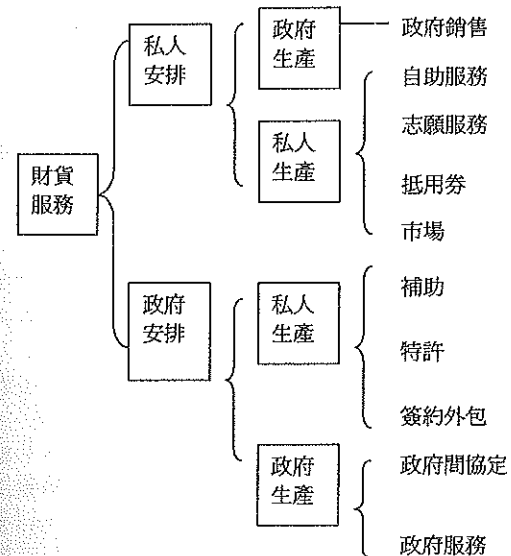 財貨
服務
私人
安排
政府
安排
政府
生產
私人
生產
私人
生產
政府
生產
政府銷售
自助服務
志願服務
抵用券
市場
補助
特許
簽約外包
政府間協定
政府服務